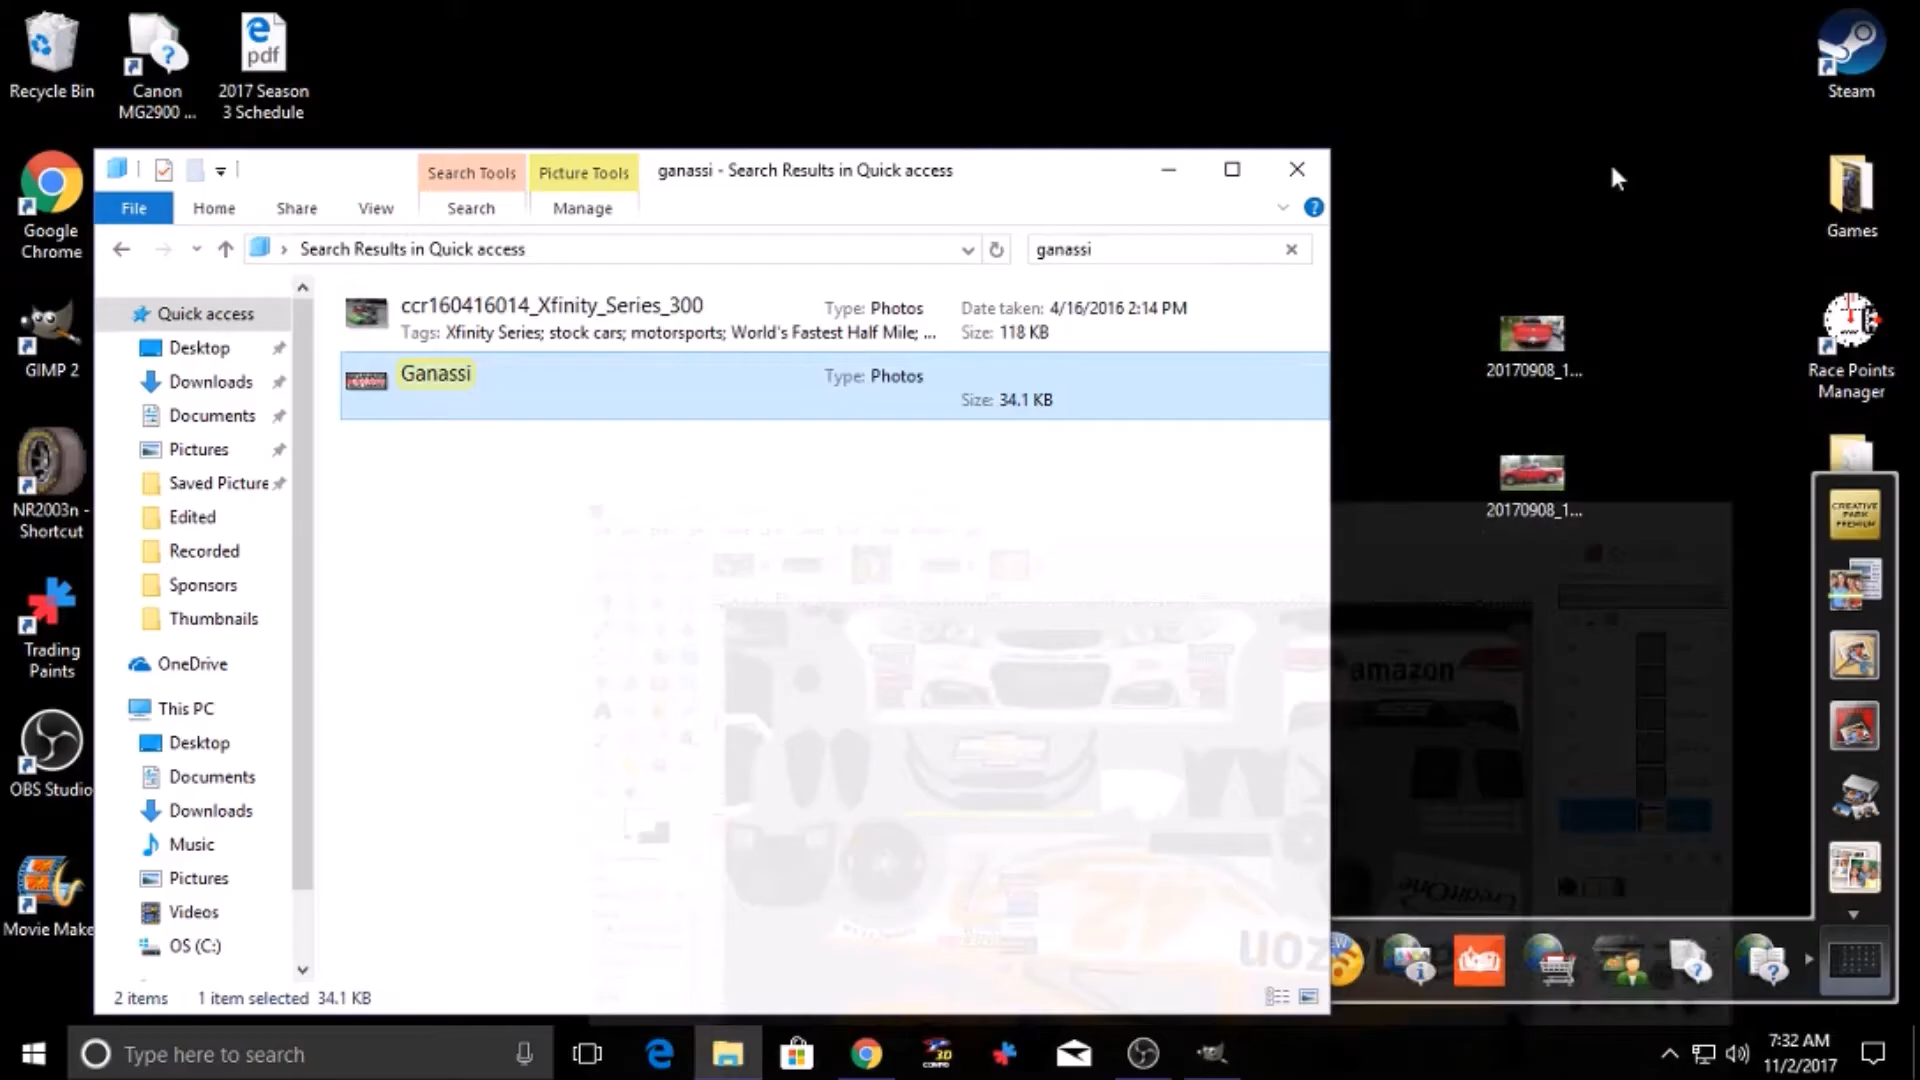 Recycle Bin
Canon
MG2900 ...
pdf
2017 Season
3 Schedule
Steam
Google
Chrome
Games
GIMP 2
Race Points
Manager
NR2003n -
Shortcut
Trading
Paints
OBS Studio
Movie Make
20170908_1...
20170908_1...
Search Tools
Picture Tools
ganassi - Search Results in Quick access
File
Home
Share
View
Search
Manage
Search Results in Quick access
ganassi
Quick access
Desktop
Downloads
Documents
Pictures
Saved Picture
Edited
Recorded
Sponsors
Thumbnails
OneDrive
This PC
Desktop
Documents
Downloads
Music
Pictures
Videos
OS (C:)
ccr160416014_Xfinity_Series_300
Type: Photos
Date taken: 4/16/2016 2:14 PM
Tags: Xfinity Series; stock cars; motorsports; World's Fastest Half Mile; ...
Size: 118 KB
Ganassi
Type: Photos
Size: 34.1 KB
amazon
CreditOne
2 items
1 item selected 34.1 KB
CREATIVE
PARK
PREMIUM
Type here to search
7:32 AM
11/2/2017